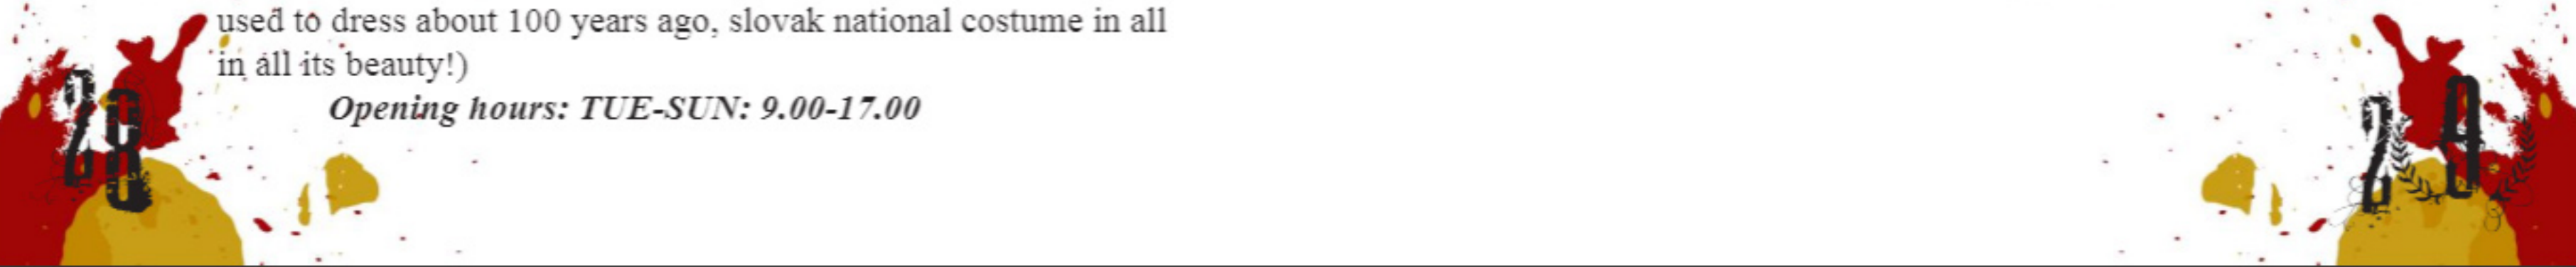 used to dress about 100 years ago, slovak national costume in all
in all its beauty!)
Opening hours: TUE-SUN: 9.00-17.00
28
29